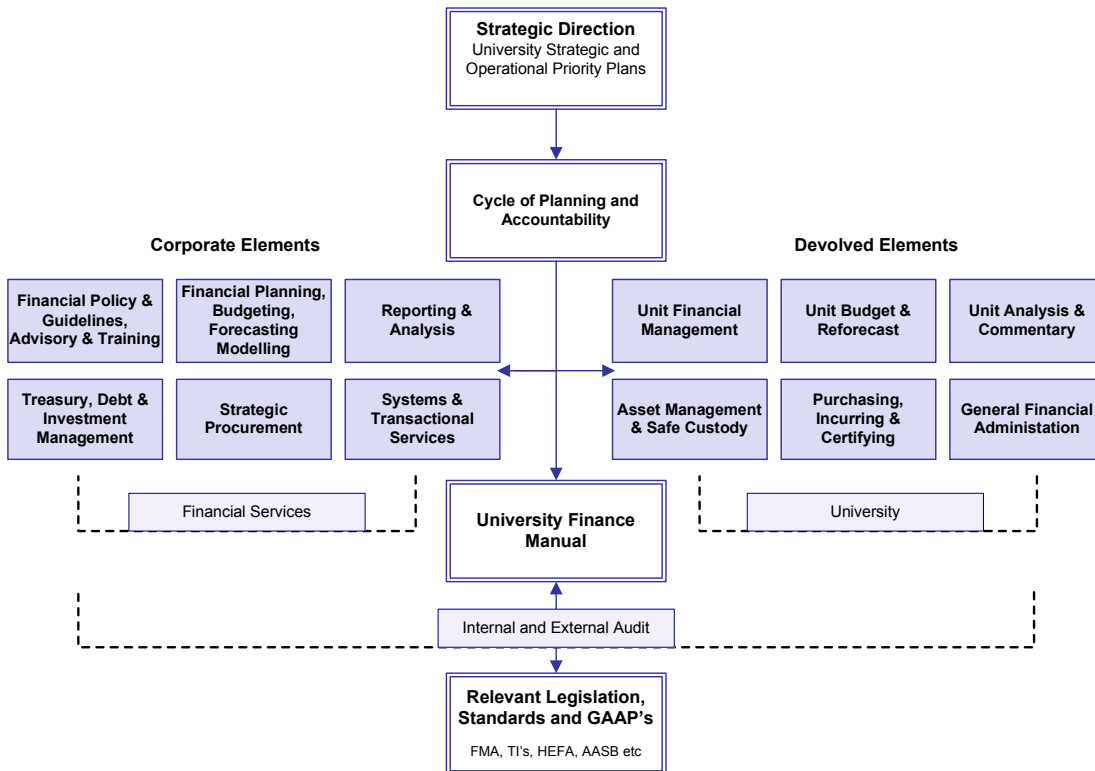 Strategic Direction
University Strategic and
Operational Priority Plans
Cycle of Planning and
Accountability
Corporate Elements
Devolved Elements
Financial Policy &
Guidelines,
Advisory & Training
Financial Planning,
Budgeting,
Forecasting
Modelling
Reporting &
Analysis
Unit Financial
Management
Unit Budget &
Reforecast
Unit Analysis &
Commentary
Treasury, Debt &
Investment
Management
Strategic
Procurement
Systems &
Transactional
Services
Asset Management
& Safe Custody
Purchasing,
Incurring &
Certifying
General Financial
Administation
Financial Services
University Finance
Manual
University
Internal and External Audit
Relevant Legislation,
Standards and GAAP's
FMA, TI's, HEFA, AASB etc